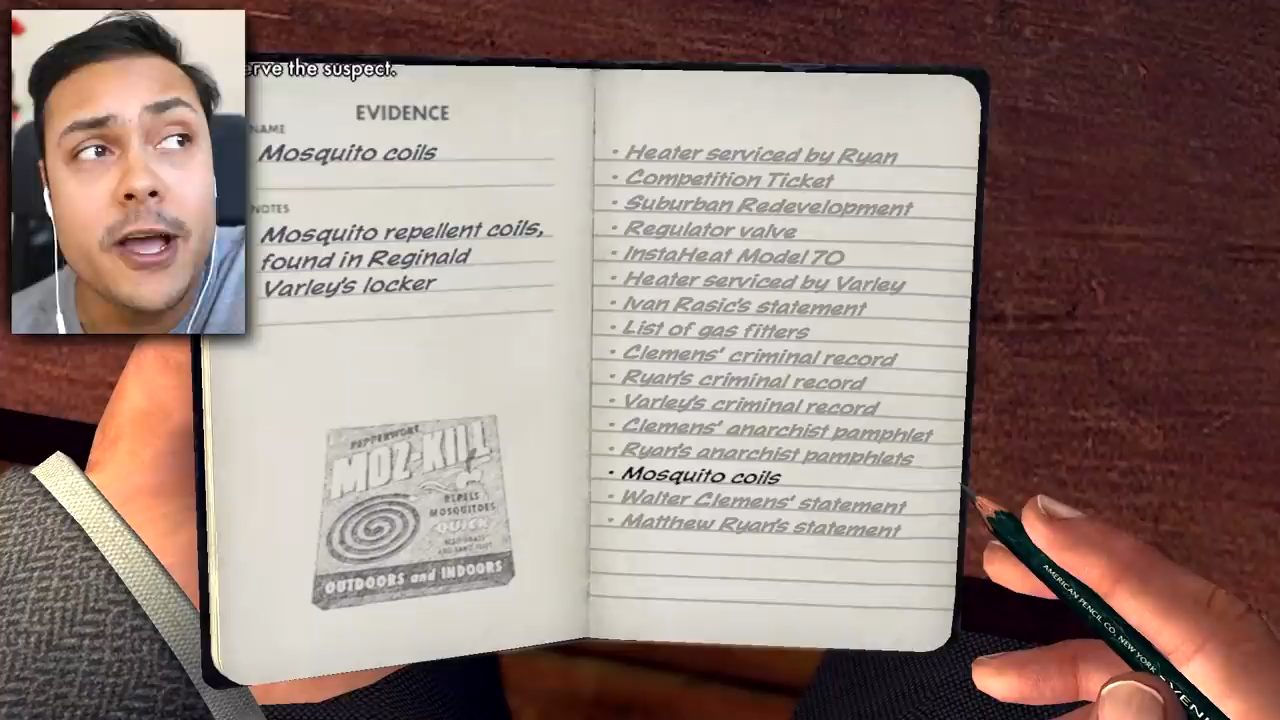 erve the suspect.
EVIDENCE
NAME
Mosquito coils
NOTES
Mosquito repellent coils,
found in Reginald
Varley's locker
PEPPERWORT
MOZ-KILL
REPELS
MOSQUITOES
QUICK
OUTDOORS and INDOORS
• Heater serviced by Ryan
• Competition Ticket
• Suburban Redevelopment
• Regulator valve
• InstaHeat Model 70
• Heater serviced by Varley
• Ivan Rasic's statement
• List of gas fitters
• Clemens' criminal record
• Ryan's criminal record
• Varley's criminal record
• Clemens' anarchist pamphlet
• Ryan's anarchist pamphlets
• Mosquito coils
• Walter Clemens' statement
• Matthew Ryan's statement
AMERICAN PENCIL CO. NEW YORK